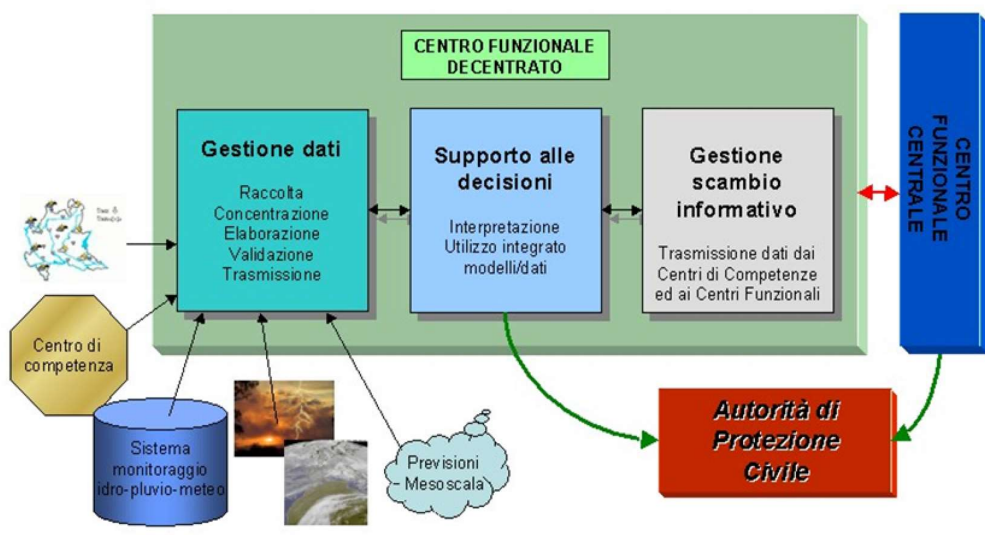 CENTRO FUNZIONALE
DECENTRATO
Gestione dati
Raccolta
Concentrazione
Elaborazione
Validazione
Trasmissione
Supporto alle
decisioni
Interpretazione
Utilizzo integrato
modelli/dati
Gestione
scambio
informativo
Trasmissione dati dai
Centri di Competenze
ed ai Centri Funzionali
CENTRO
FUNZIONALE
CENTRALE
Centro di
competenza
Sistema
monitoraggio
idro-pluvio-meteo
Previsioni
- Mesoscala
Autorità di
Protezione
Civile